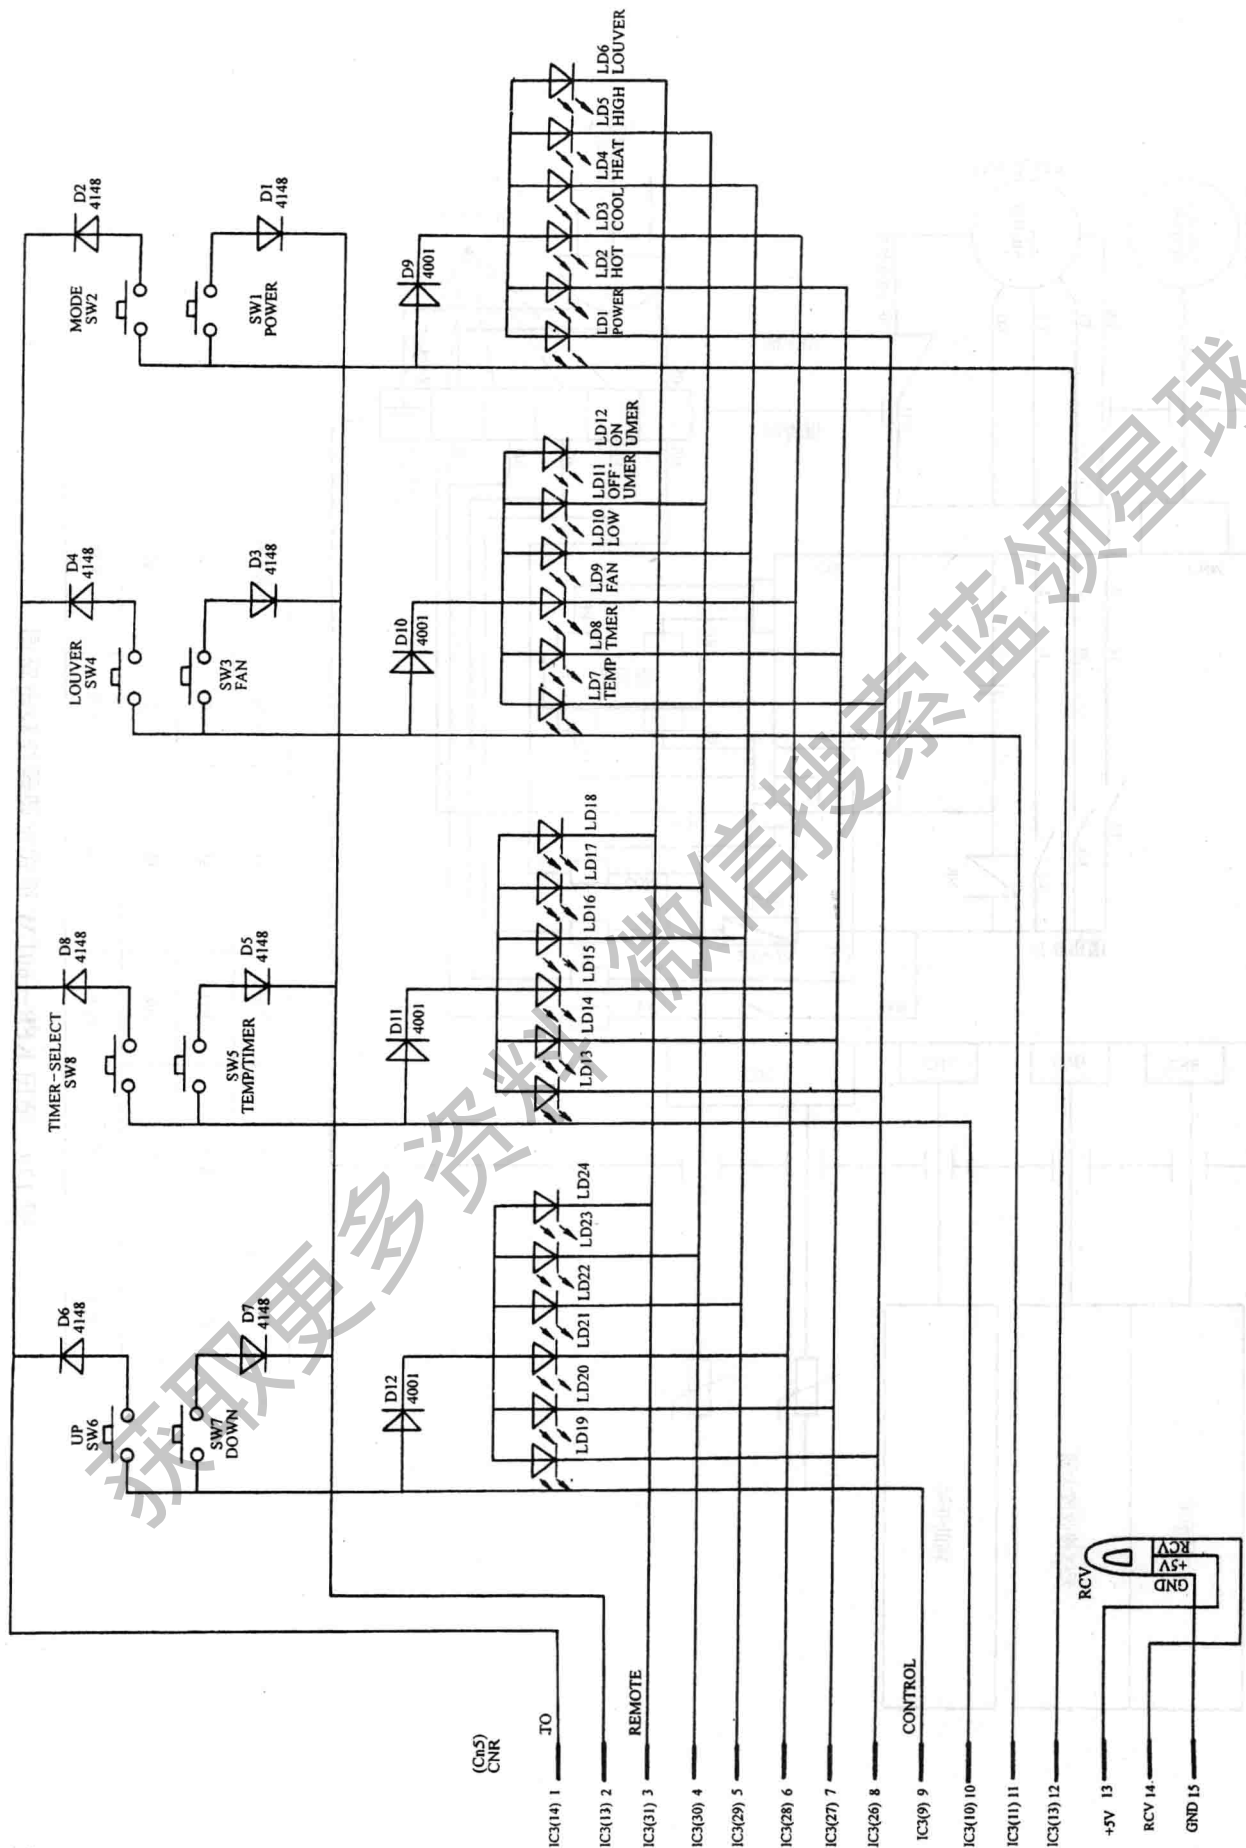 D2
4148
MODE
SW2
D1
4148
SW1
POWER
D9
4001
LD6
LOUVER
LD5
HIGH
LD4
HEAT
LD3
COOL
LD2
HOT
LD1
POWER
D4
4148
LOUVER
SW4
D3
4148
SW3
FAN
D10
4001
LD12
ON
UMER
LD11
OFF
UMER
LD10
LOW
LD9
FAN
LD8
TMER
LD7
TEMP
D8
4148
TIMER-SELECT
SW8
D5
4148
SW5
TEMP/TIMER
D11
4001
LD18
LD17
LD16
LD15
LD14
LD13
D6
4148
UP
SW6
D7
4148
SW7
DOWN
D12
4001
LD24
LD23
LD22
LD21
LD20
LD19
(Cn5)
CNR
TO
REMOTE
CONTROL
IC3(14) 1
IC3(13) 2
IC3(31) 3
IC3(30) 4
IC3(29) 5
IC3(28) 6
IC3(27) 7
IC3(26) 8
IC3(9) 9
IC3(10) 10
IC3(11) 11
IC3(13) 12
+5V 13
RCV 14
GND 15
RCV
RCV
+5V
GND
获取更多资料 微信搜索蓝领星球